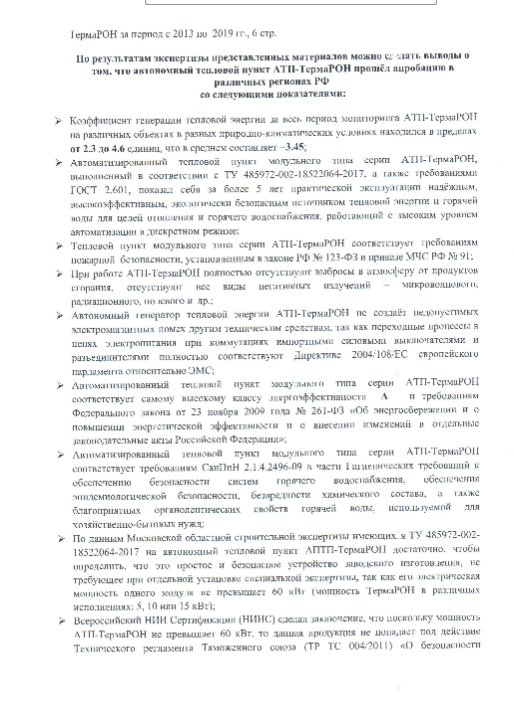 ТермаРОН за период с 2013 по 2019 гг., 6 стр.
По результатам экспертизы представленных материалов можно сделать выводы о
том, что автономный тепловой пункт АТП-ТермаРОН прошёл апробацию в
различных регионах РФ
со следующими показателями:
➢ Коэффициент генерации тепловой энергии за весь период мониторинга АТП-ТермаРОН
на различных объектах в разных природно-климатических условиях находился в пределах
от 2.3 до 4.6 единиц, что в среднем составляет –3.45;
➢ Автоматизированный тепловой пункт модульного типа серии АТП-ТермаРОН,
выполненный в соответствии с ТУ 485972-002-18522064-2017, а также требованиями
ГОСТ 2.601, показал себя за более 5 лет практической эксплуатации надёжным,
высокоэффективным, экологически безопасным источником тепловой энергии и горячей
воды для целей отопления и горячего водоснабжения, работающий с высоким уровнем
автоматизации в дискретном режиме;
➢ Тепловой пункт модульного типа серии АТП-ТермаРОН соответствует требованиям
пожарной безопасности, установленным в законе РФ № 123-ФЗ и приказе МЧС РФ № 91;
➢ При работе АТП-ТермаРОН полностью отсутствуют выбросы в атмосферу от продуктов
сгорания, отсутствуют все виды негативных излучений – микроволнового,
радиационного, волнового и др.;
➢ Автономный генератор тепловой энергии АТП-ТермаРОН не создаёт недопустимых
электромагнитных помех другим техническим средствам, так как переходные процессы в
цепях электропитания при коммутациях импортными силовыми выключателями и
разъединителями полностью соответствуют Директиве 2004/108/ЕС европейского
парламента относительно ЭМС;
➢ Автоматизированный тепловой пункт модульного типа серии АТП-ТермаРОН
соответствует самому высокому классу энергоэффективности А и требованиям
Федерального закона от 23 ноября 2009 года № 261-ФЗ «Об энергосбережении и о
повышении энергетической эффективности и о внесении изменений в отдельные
законодательные акты Российской Федерации»;
➢ Автоматизированный тепловой пункт модульного типа серии АТП-ТермаРОН
соответствует требованиям СанПиН 2.1.4.2496-09 в части Гигиенических требований к
обеспечению безопасности систем горячего водоснабжения, обеспечения
эпидемиологической безопасности, безвредности химического состава, а также
благоприятных органолептических свойств горячей воды, используемой для
хозяйственно-бытовых нужд;
➢ По данным Московской областной строительной экспертизы имеющихся ТУ 485972-002-
18522064-2017 на автономный тепловой пункт АПТП-ТермаРОН достаточно, чтобы
определить, что это простое и безопасное устройство заводского изготовления, не
требующее при отдельной установке специальной экспертизы, так как его электрическая
мощность одного модуля не превышает 60 кВт (мощность ТермаРОН в различных
исполнениях: 5, 10 или 15 кВт);
➢ Всероссийский НИИ Сертификации (НИИС) сделал заключение, что поскольку мощность
АТП-ТермаРОН не превышает 60 кВт, то данная продукция не попадает под действие
Технического регламента Таможенного союза (ТР ТС 004/2011) «О безопасности